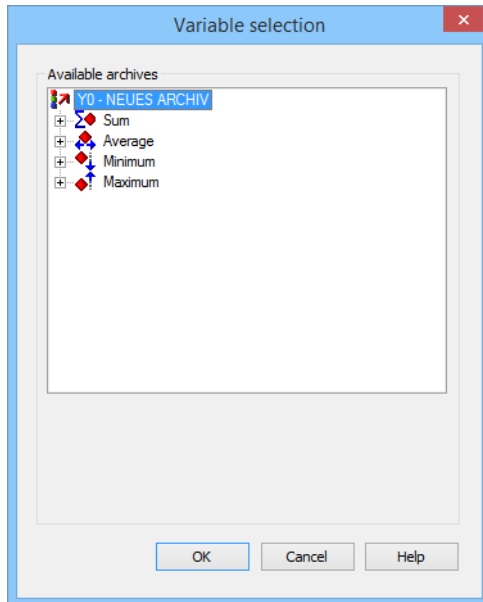 Variable selection
Available archives
Y0 - NEUES ARCHIV
Sum
Average
Minimum
Maximum
OK Cancel Help